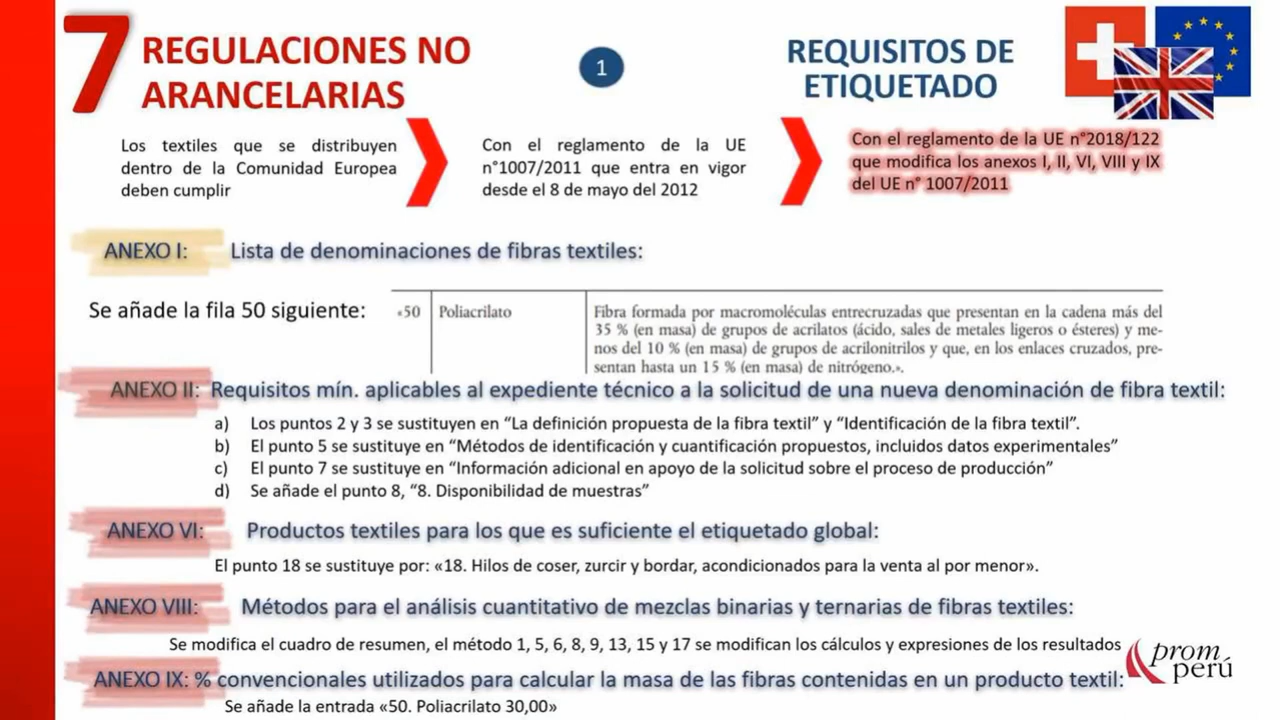 7 REGULACIONES NO
ARANCELARIAS
1
REQUISITOS DE
ETIQUETADO
Los textiles que se distribuyen
dentro de la Comunidad Europea
deben cumplir
Con el reglamento de la UE
n°1007/2011 que entra en vigor
desde el 8 de mayo del 2012
Con el reglamento de la UE n°2018/122
que modifica los anexos I, II, VI, VIII y IX
del UE n° 1007/2011
ANEXO I: Lista de denominaciones de fibras textiles:
Se añade la fila 50 siguiente:
«50 Poliacrilato
Fibra formada por macromoléculas entrecruzadas que presentan en la cadena más del
35 % (en masa) de grupos de acrilatos (ácido, sales de metales ligeros o ésteres) y me-
nos del 10 % (en masa) de grupos de acrilonitrilos y que, en los enlaces cruzados, pre-
sentan hasta un 15 % (en masa) de nitrógeno.».
ANEXO II: Requisitos mín. aplicables al expediente técnico a la solicitud de una nueva denominación de fibra textil:
a) Los puntos 2 y 3 se sustituyen en “La definición propuesta de la fibra textil” y “Identificación de la fibra textil”.
b) El punto 5 se sustituye en “Métodos de identificación y cuantificación propuestos, incluidos datos experimentales”
c) El punto 7 se sustituye en “Información adicional en apoyo de la solicitud sobre el proceso de producción”
d) Se añade el punto 8, “8. Disponibilidad de muestras”
ANEXO VI: Productos textiles para los que es suficiente el etiquetado global:
El punto 18 se sustituye por: «18. Hilos de coser, zurcir y bordar, acondicionados para la venta al por menor».
ANEXO VIII: Métodos para el análisis cuantitativo de mezclas binarias y ternarias de fibras textiles:
Se modifica el cuadro de resumen, el método 1, 5, 6, 8, 9, 13, 15 y 17 se modifican los cálculos y expresiones de los resultados
ANEXO IX: % convencionales utilizados para calcular la masa de las fibras contenidas en un producto textil:
Se añade la entrada «50. Poliacrilato 30,00»
prom
perú